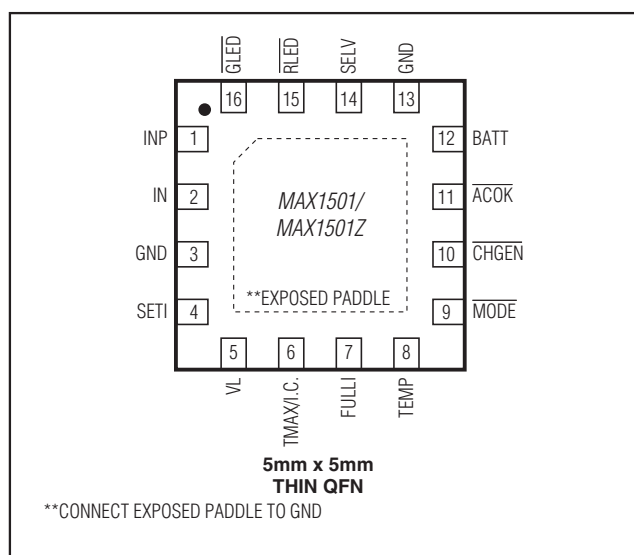 GLED
RLED
SELV
GND
16
15
14
13
INP
1
12
BATT
IN
2
11
ACOK
GND
3
10
CHGEN
SETI
4
9
MODE
MAX1501/
MAX1501Z
**EXPOSED PADDLE
5
6
7
8
VL
TMAX/I.C.
FULLI
TEMP
5mm x 5mm
THIN QFN
**CONNECT EXPOSED PADDLE TO GND